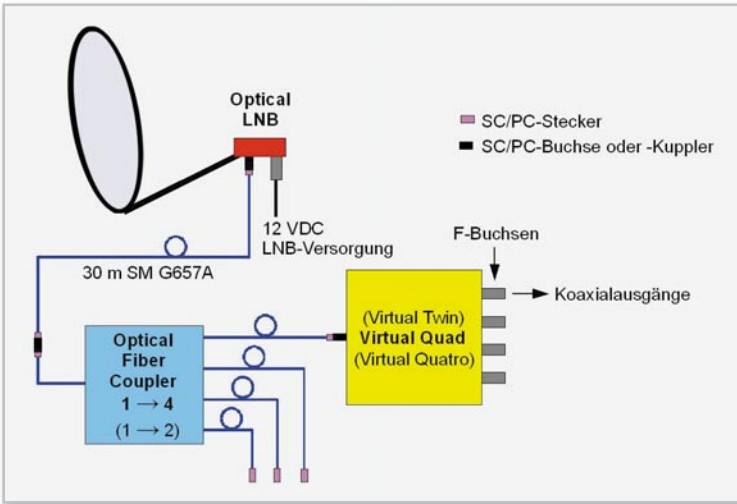 Optical
LNB
SC/PC-Stecker
SC/PC-Buchse oder -Kuppler
12 VDC
LNB-Versorgung
30 m SM G657A
F-Buchsen
Koaxialausgänge
(Virtual Twin)
Virtual Quad
(Virtual Quatro)
Optical
Fiber
Coupler
1 → 4
(1 → 2)